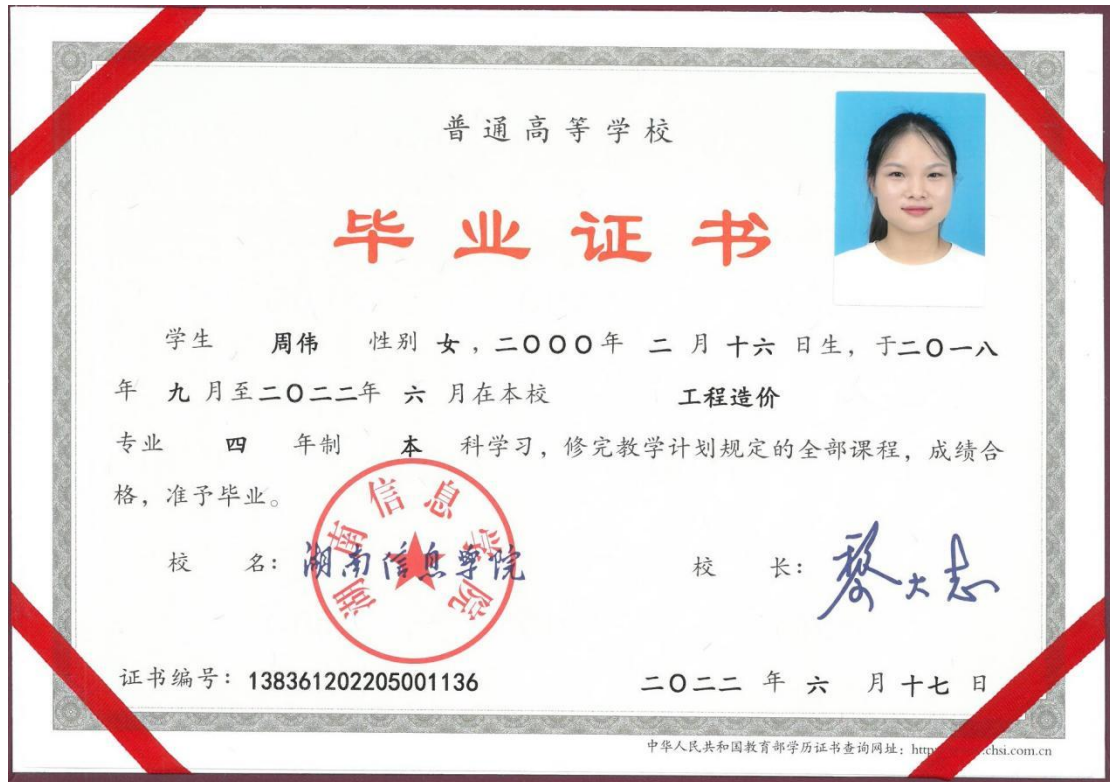 普通高等学校
毕业证书
学生 周伟 性别 女，二〇〇〇年 二 月 十六 日生，于二〇一八
年 九 月至二〇二二年 六 月在本校 工程造价
专业 四 年制 本 科学习，修完教学计划规定的全部课程，成绩合
格，准予毕业。
湖南信息学院
校 名：湖南信息學院 校 长：黎大志
证书编号：138361202205001136 二〇二二 年 六 月 十七 日
中华人民共和国教育部学历证书查询网址：http chsi.com.cn